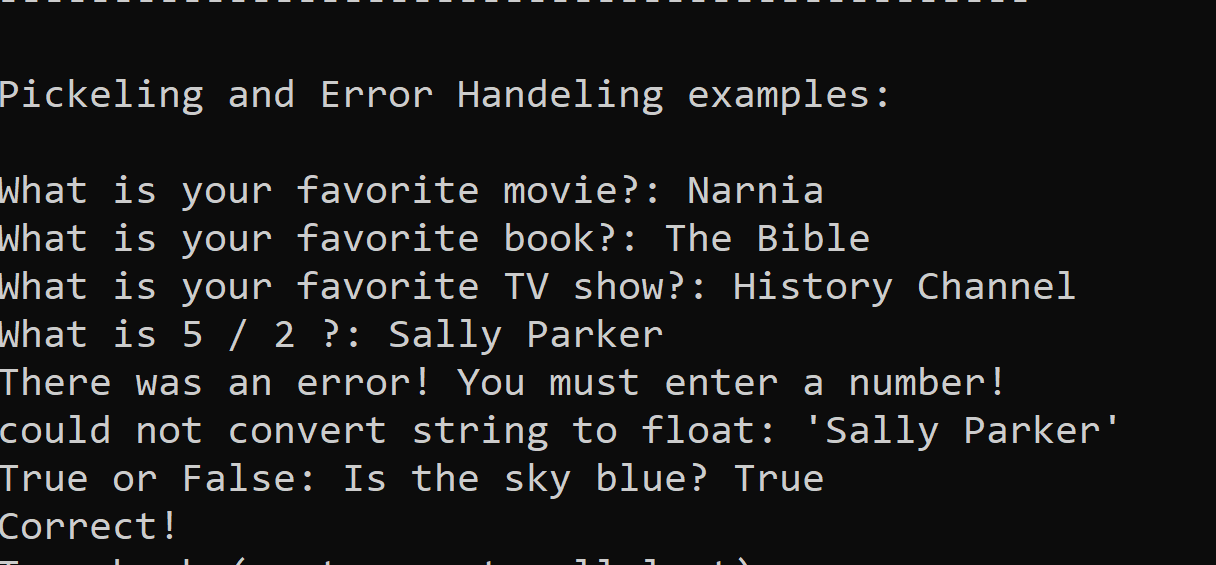 Pickeling and Error Handeling examples:
What is your favorite movie?: Narnia
What is your favorite book?: The Bible
What is your favorite TV show?: History Channel
What is 5 / 2 ?: Sally Parker
There was an error! You must enter a number!
could not convert string to float: 'Sally Parker'
True or False: Is the sky blue? True
Correct!